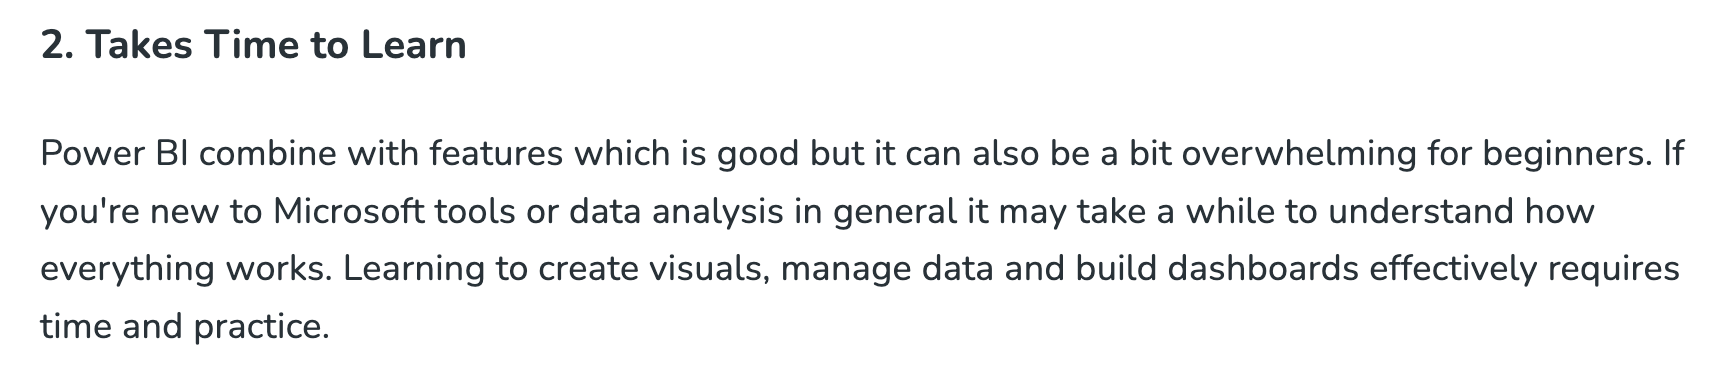 2. Takes Time to Learn
Power BI combine with features which is good but it can also be a bit overwhelming for beginners. If
you're new to Microsoft tools or data analysis in general it may take a while to understand how
everything works. Learning to create visuals, manage data and build dashboards effectively requires
time and practice.